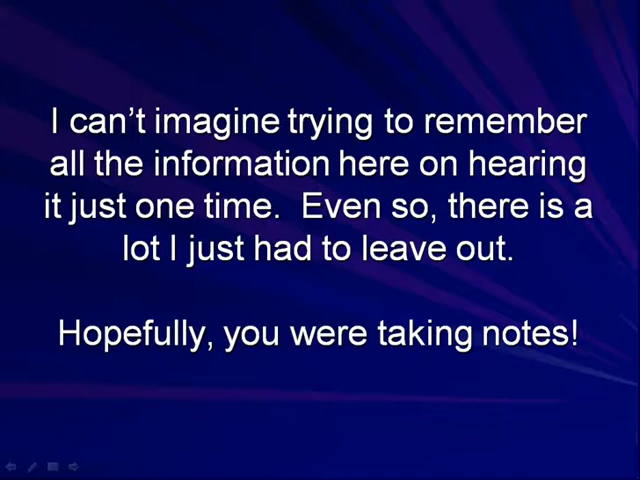 I can’t imagine trying to remember
all the information here on hearing
it just one time.  Even so, there is a
lot I just had to leave out.
Hopefully, you were taking notes!